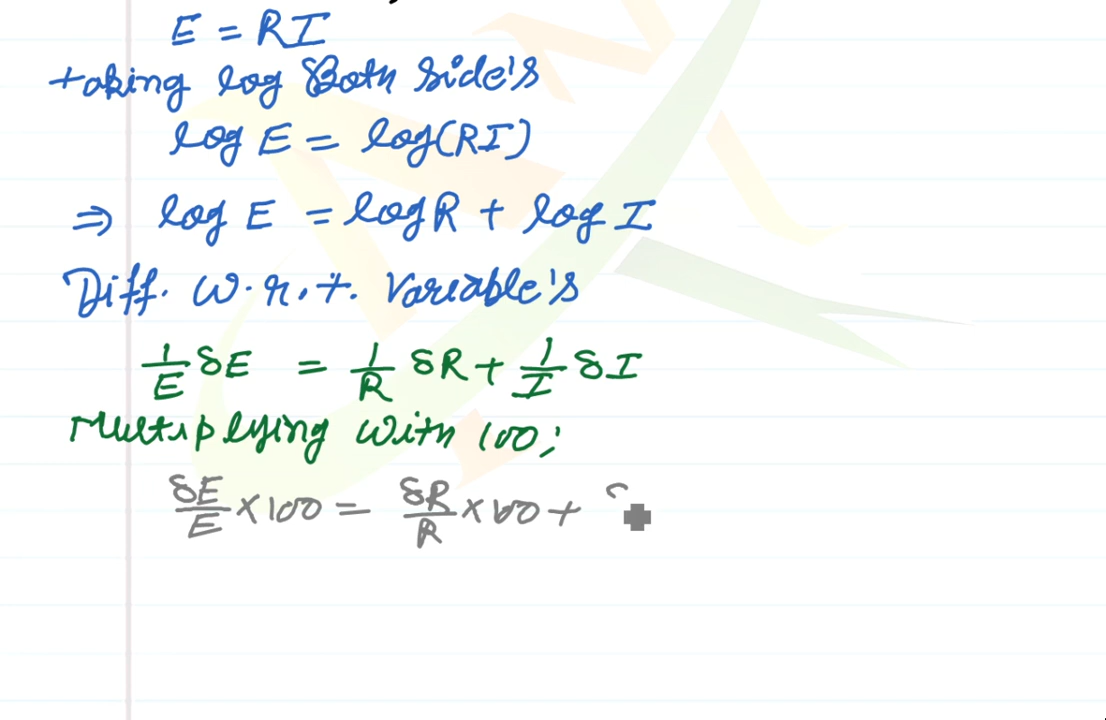 E = RI
taking log Both side's
log E = log(RI)
⇒ log E = log R + log I
Diff. w.r.t. Variable's
1/E δE = 1/R δR + 1/I δI
Multiplying with 100;
δE/E × 100 = δR/R × 100 +